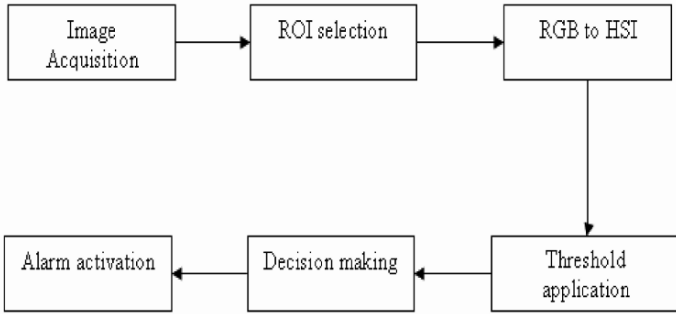 Image
Acquisition
ROI selection
RGB to HSI
Threshold
application
Decision making
Alarm activation